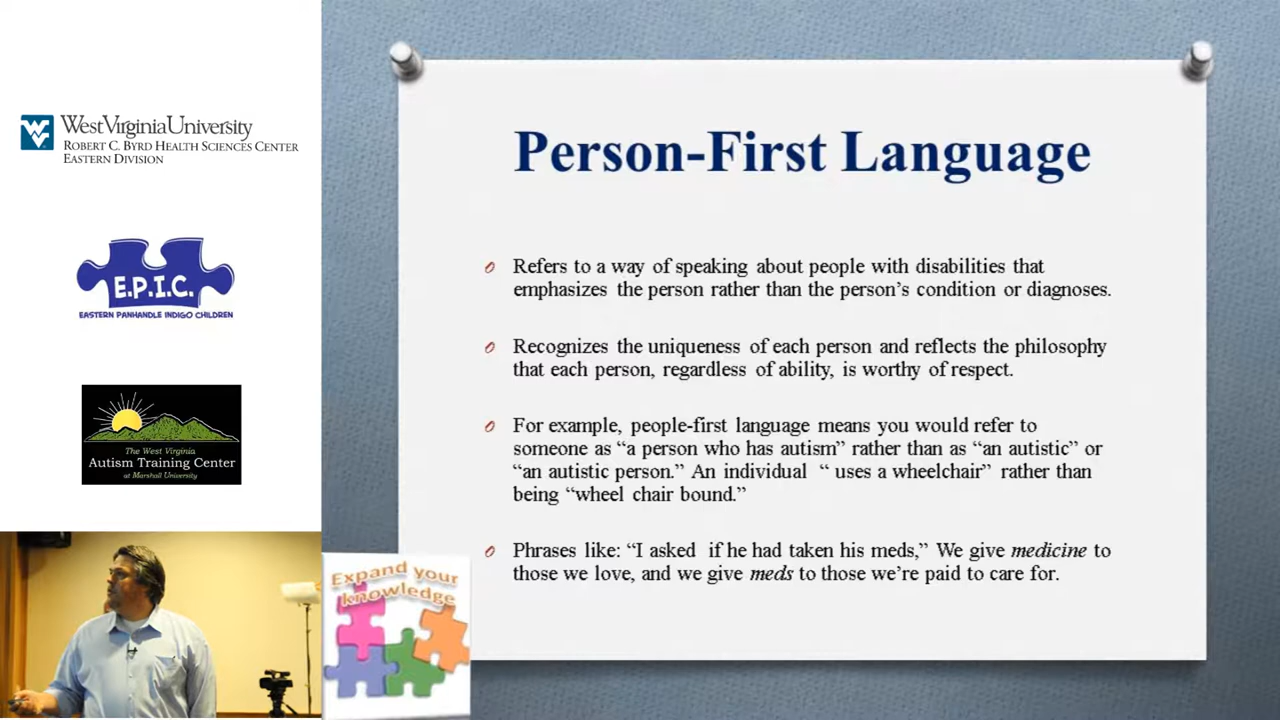 West Virginia University
ROBERT C. BYRD HEALTH SCIENCES CENTER
EASTERN DIVISION
E.P.I.C.
EASTERN PANHANDLE INDIGO CHILDREN
The West Virginia
Autism Training Center
at Marshall University
Expand your
knowledge
Person-First Language
Refers to a way of speaking about people with disabilities that
emphasizes the person rather than the person’s condition or diagnoses.
Recognizes the uniqueness of each person and reflects the philosophy
that each person, regardless of ability, is worthy of respect.
For example, people-first language means you would refer to
someone as “a person who has autism” rather than as “an autistic” or
“an autistic person.” An individual “ uses a wheelchair” rather than
being “wheel chair bound.”
Phrases like: “I asked if he had taken his meds,” We give medicine to
those we love, and we give meds to those we’re paid to care for.